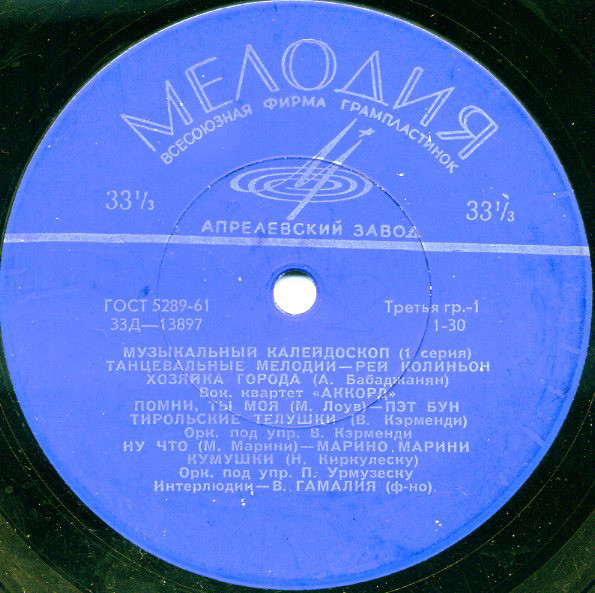 МЕЛОДИЯ
ВСЕСОЮЗНАЯ ФИРМА ГРАМПЛАСТИНОК
33⅓ 33⅓
АПРЕЛЕВСКИЙ ЗАВОД
ГОСТ 5289-61 Третья гр.-1
33Д—13897 1-30
МУЗЫКАЛЬНЫЙ КАЛЕЙДОСКОП (1 серия)
ТАНЦЕВАЛЬНЫЕ МЕЛОДИИ—РЕЙ КОЛИНЬОН
ХОЗЯЙКА ГОРОДА (А. Бабаджанян)
Вок. квартет «АККОРД»
ПОМНИ, ТЫ МОЯ (М. Лоув)—ПЭТ БУН
ТИРОЛЬСКИЕ ТЕЛУШКИ (В. Кэрменди)
Орк. под упр. В. Кэрменди
НУ ЧТО (М. Марини)—МАРИНО МАРИНИ
КУМУШКИ (Н. Киркулеску)
Орк. под упр. П. Урмузеску
Интерлюдии—В. ГАМАЛИЯ (ф-но)